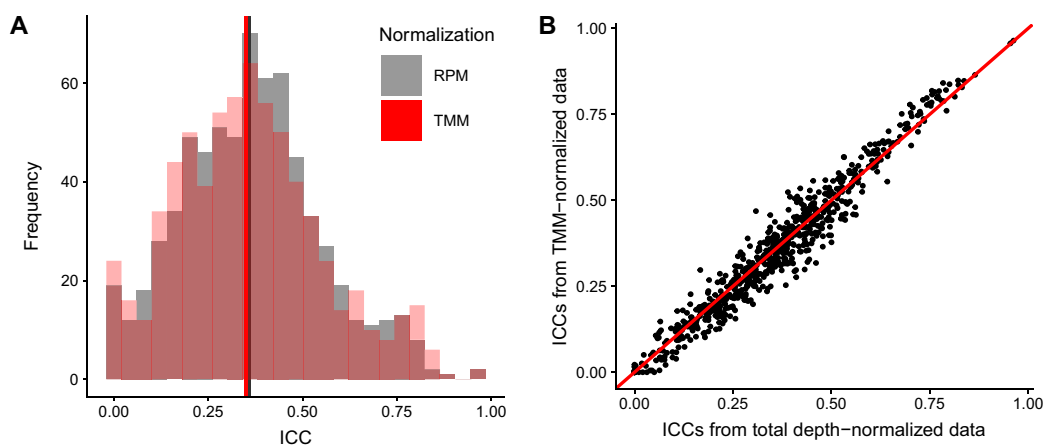 A
Normalization
RPM
TMM
Frequency
60
40
20
0
0.00
0.25
0.50
0.75
1.00
ICC
B
ICCs from TMM−normalized data
1.00
0.75
0.50
0.25
0.00
0.00
0.25
0.50
0.75
1.00
ICCs from total depth−normalized data